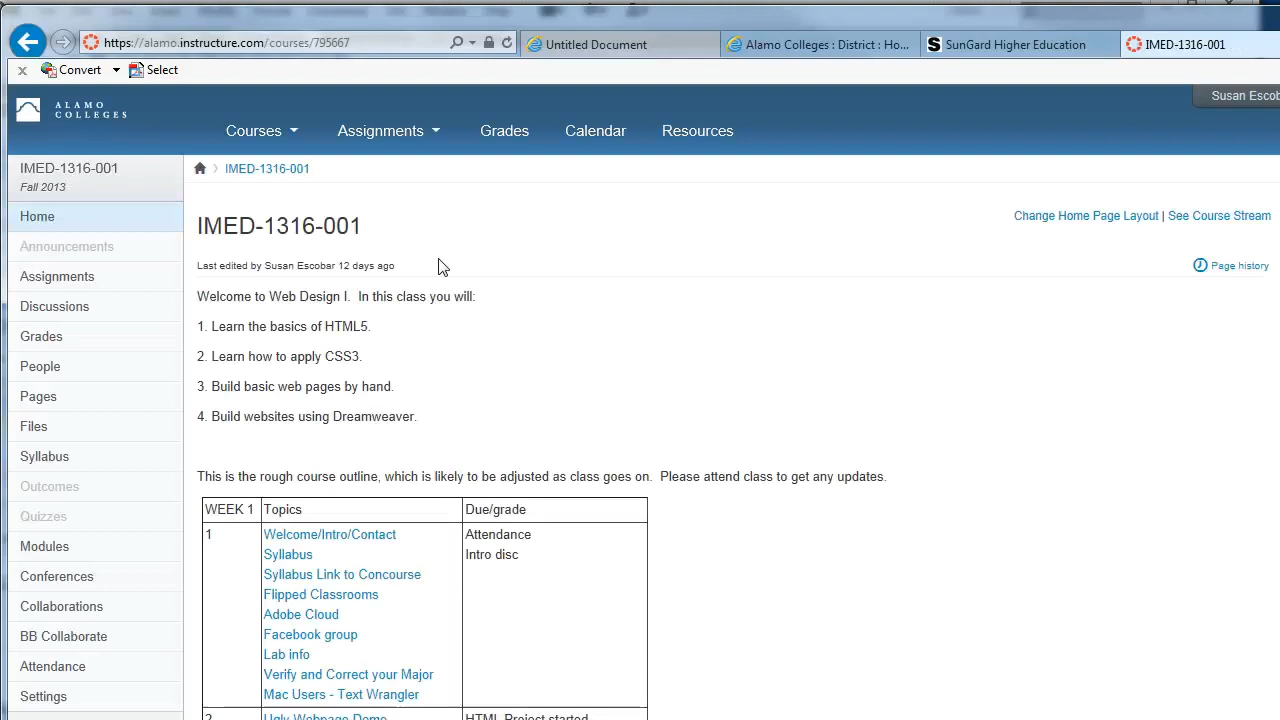 https://alamo.instructure.com/courses/795667
Untitled Document
Alamo Colleges : District : Ho...
SunGard Higher Education
IMED-1316-001
Convert
Select
ALAMO
COLLEGES
Courses
Assignments
Grades
Calendar
Resources
Susan Escob
IMED-1316-001
Fall 2013
Home
Announcements
Assignments
Discussions
Grades
People
Pages
Files
Syllabus
Outcomes
Quizzes
Modules
Conferences
Collaborations
BB Collaborate
Attendance
Settings
IMED-1316-001
IMED-1316-001
Change Home Page Layout | See Course Stream
Last edited by Susan Escobar 12 days ago
Page history
Welcome to Web Design I. In this class you will:
1. Learn the basics of HTML5.
2. Learn how to apply CSS3.
3. Build basic web pages by hand.
4. Build websites using Dreamweaver.
This is the rough course outline, which is likely to be adjusted as class goes on. Please attend class to get any updates.
WEEK 1 Topics Due/grade
1 Welcome/Intro/Contact Attendance
Syllabus Intro disc
Syllabus Link to Concourse
Flipped Classrooms
Adobe Cloud
Facebook group
Lab info
Verify and Correct your Major
Mac Users - Text Wrangler
2 Ugly Webpage Demo HTML Project started